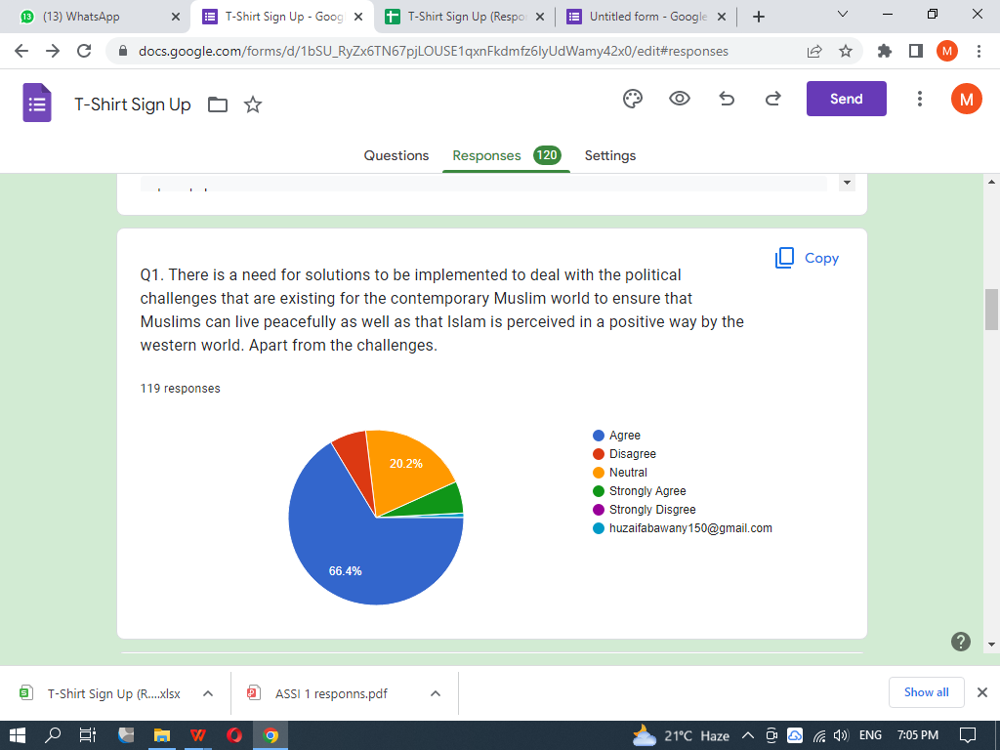 (13) WhatsApp
T-Shirt Sign Up - Goog
T-Shirt Sign Up (Respo
Untitled form - Google
docs.google.com/forms/d/1bSU_RyZx6TN67pjLOUSE1qxnFkdmfz6lyUdWamy42x0/edit#responses
M
T-Shirt Sign Up
Send
M
Questions
Responses 120
Settings
Copy
Q1. There is a need for solutions to be implemented to deal with the political
challenges that are existing for the contemporary Muslim world to ensure that
Muslims can live peacefully as well as that Islam is perceived in a positive way by the
western world. Apart from the challenges.
119 responses
20.2%
66.4%
Agree
Disagree
Neutral
Strongly Agree
Strongly Disgree
huzaifabawany150@gmail.com
T-Shirt Sign Up (R....xlsx
ASSI 1 responns.pdf
Show all
21°C Haze
ENG
7:05 PM